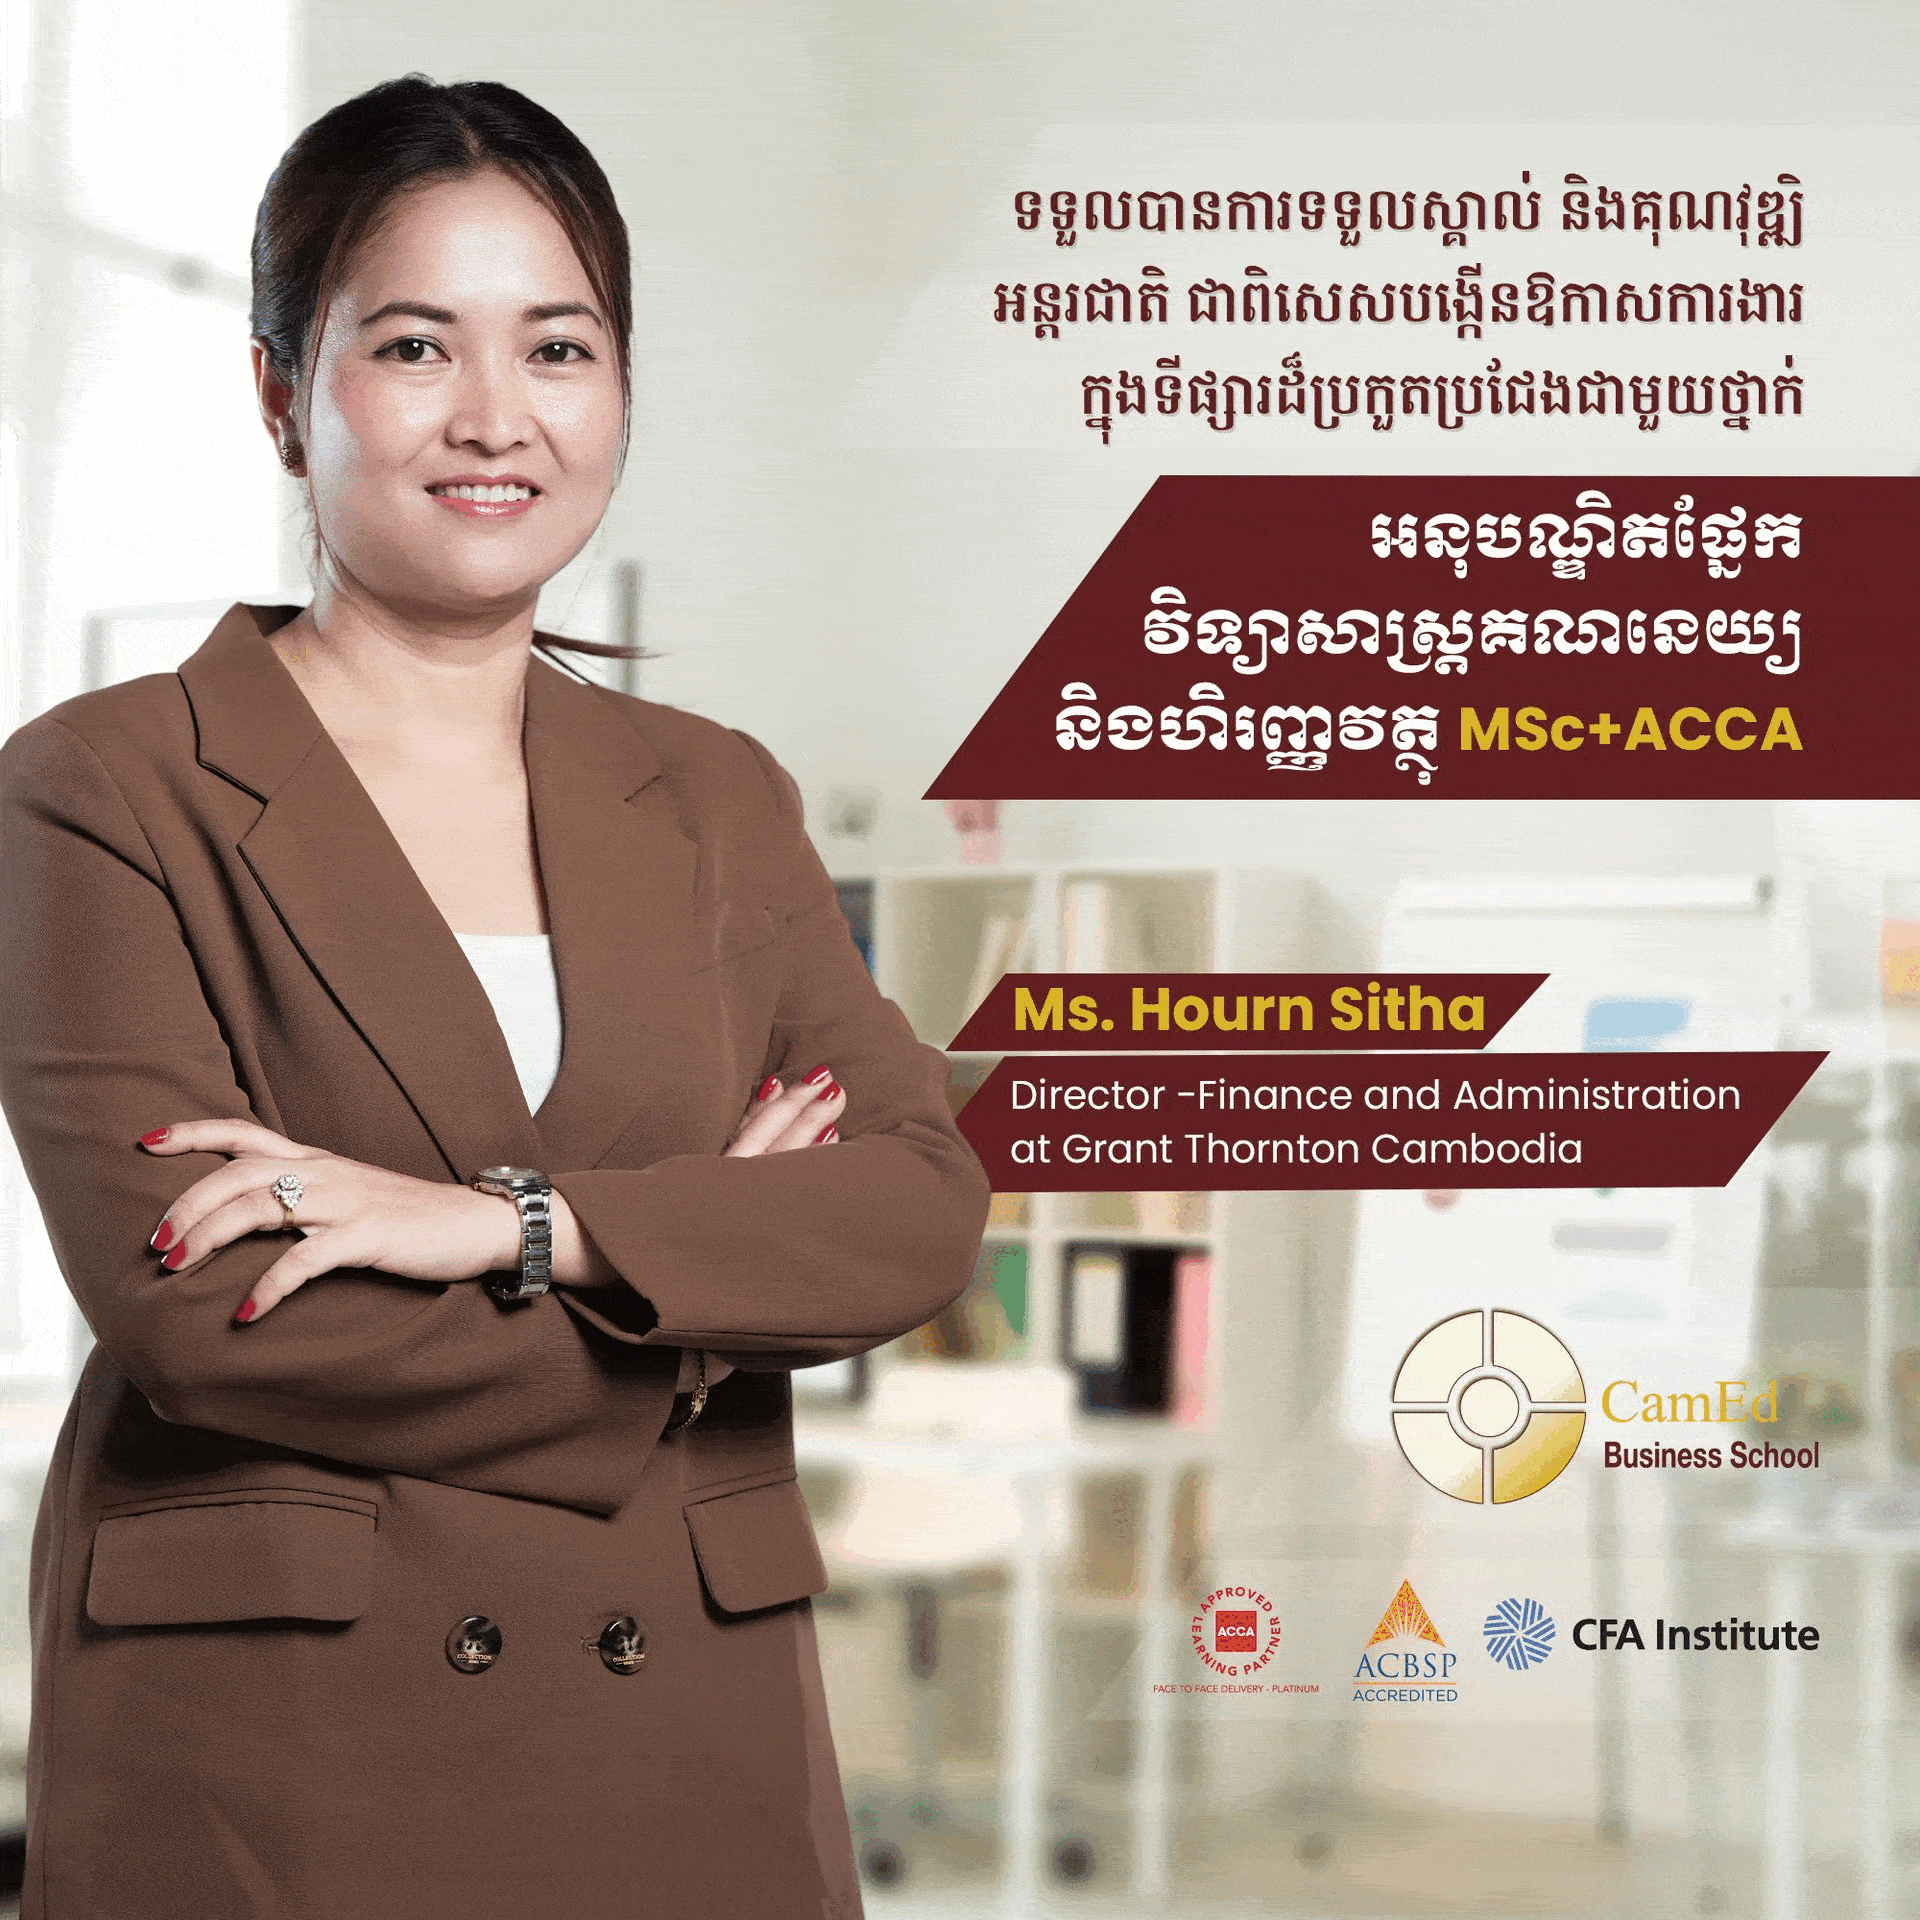 ទទួលបានការទទួលស្គាល់ និងគុណវុឌ្ឍិ
អន្តរជាតិ ជាពិសេសបង្កើនឱកាសការងារ
ក្នុងទីផ្សារដ៏ប្រកួតប្រជែងជាមួយថ្នាក់
អនុបណ្ឌិតផ្នែក
វិទ្យាសាស្ត្រគណនេយ្យ
និងហិរញ្ញវត្ថុ MSc+ACCA
Ms. Hourn Sitha
Director -Finance and Administration
at Grant Thornton Cambodia
CamEd
Business School
APPROVED
ACCA
LEARNING PARTNER
FACE TO FACE DELIVERY - PLATINUM
ACBSP
ACCREDITED
CFA Institute